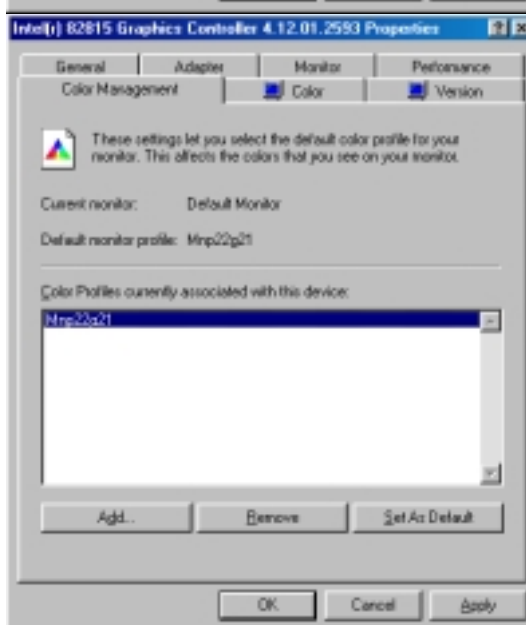 Intel(r) 82815 Graphics Controller 4.12.01.2593 Properties
General Adapter Monitor Performance
Color Management Color Version
These settings let you select the default color profile for your
monitor. This affects the colors that you see on your monitor.
Current monitor: Default Monitor
Default monitor profile: Mnp22g21
Color Profiles currently associated with this device:
Mnp22g21
Add... Remove Set As Default
OK Cancel Apply